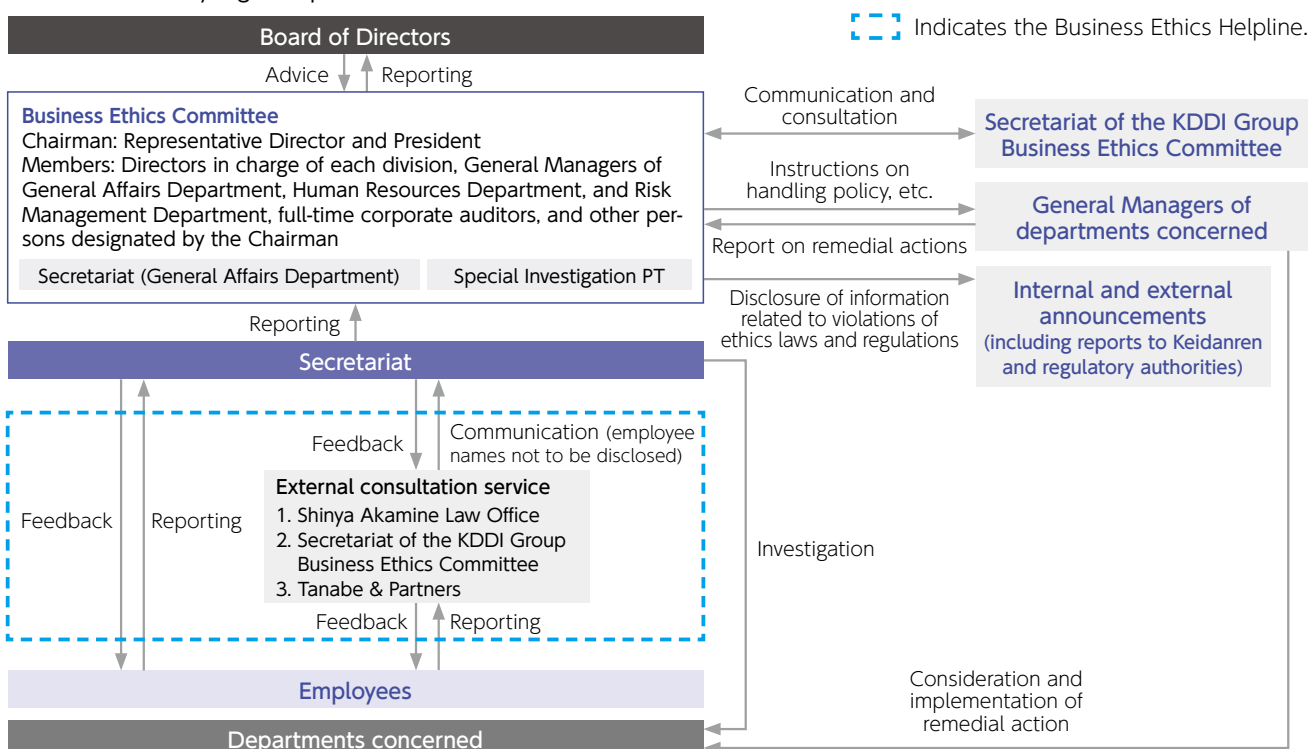 Indicates the Business Ethics Helpline.
Board of Directors
Advice
Reporting
Business Ethics Committee
Chairman: Representative Director and President
Members: Directors in charge of each division, General Managers of
General Affairs Department, Human Resources Department, and Risk
Management Department, full-time corporate auditors, and other per-
sons designated by the Chairman
Secretariat (General Affairs Department)
Special Investigation PT
Communication and
consultation
Secretariat of the KDDI Group
Business Ethics Committee
Instructions on
handling policy, etc.
General Managers of
departments concerned
Report on remedial actions
Disclosure of information
related to violations of
ethics laws and regulations
Internal and external
announcements
(including reports to Keidanren
and regulatory authorities)
Reporting
Secretariat
Feedback
Communication (employee
names not to be disclosed)
External consultation service
1. Shinya Akamine Law Office
2. Secretariat of the KDDI Group
Business Ethics Committee
3. Tanabe & Partners
Feedback
Reporting
Feedback
Reporting
Investigation
Employees
Consideration and
implementation of
remedial action
Departments concerned